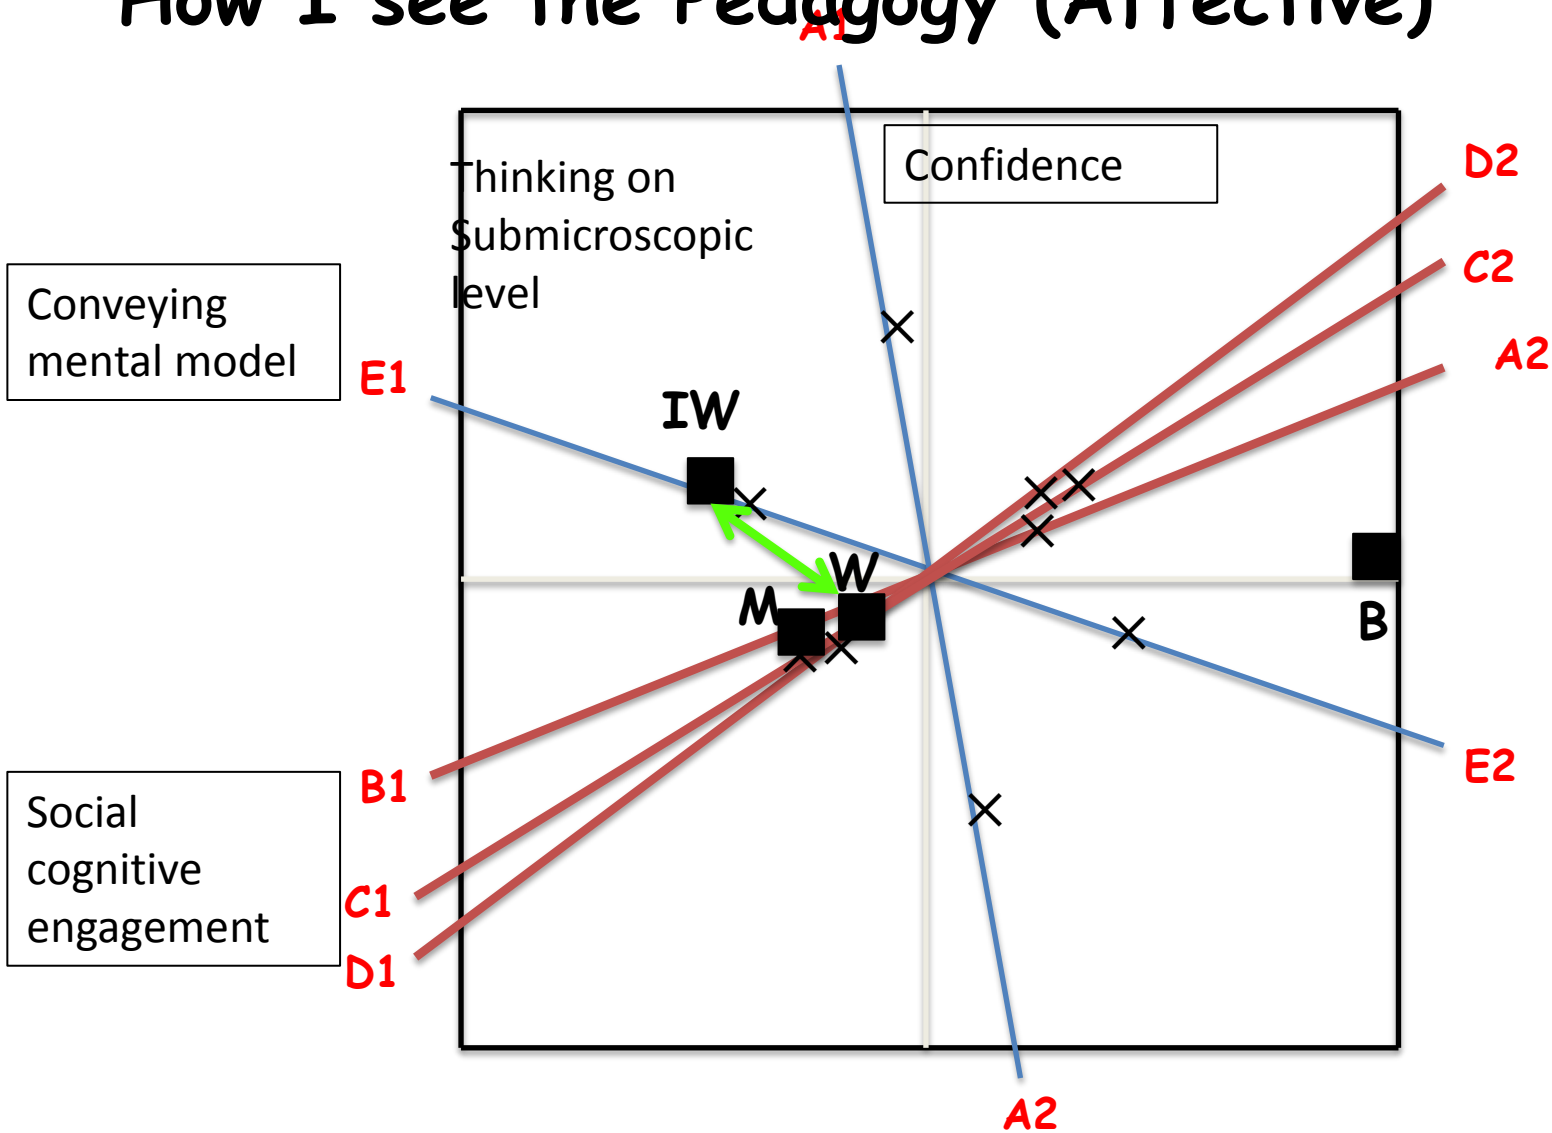 How I see the Pedagogy (Affective)
A1
Confidence
Thinking on
Submicroscopic
level
D2
C2
A2
Conveying
mental model
E1
IW
W
M
B
B1
E2
Social
cognitive
engagement
C1
D1
A2